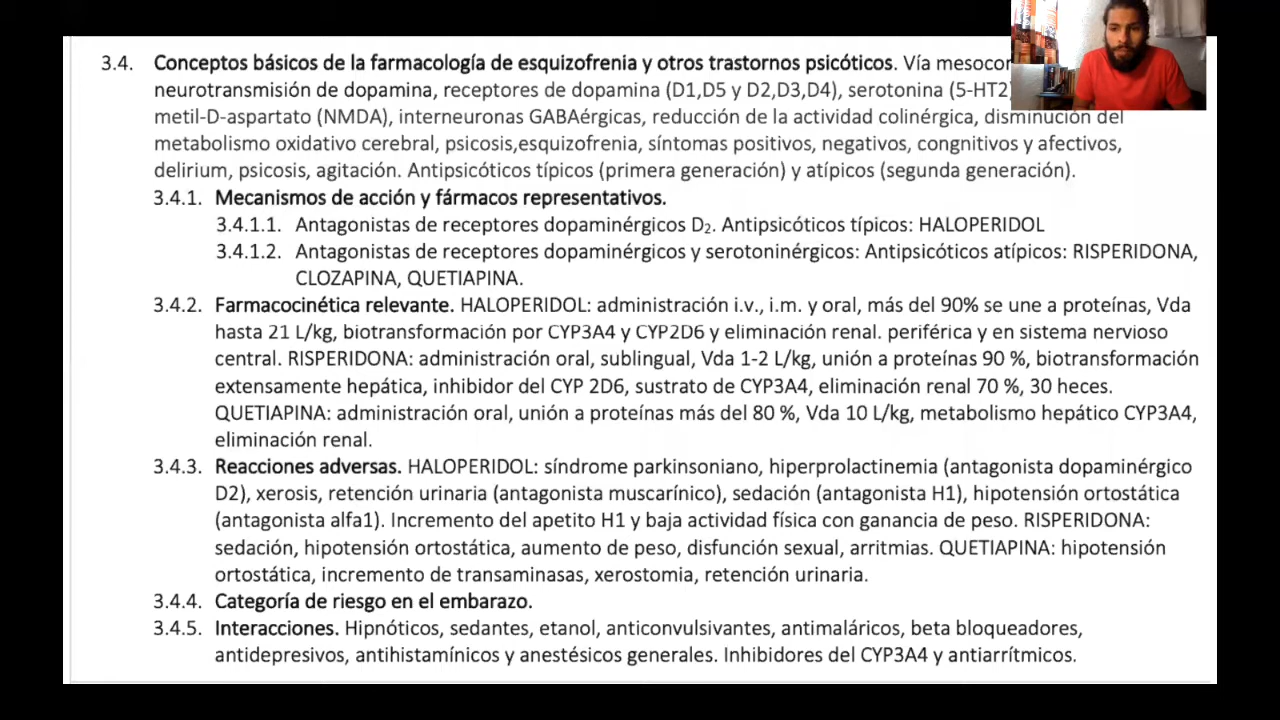 3.4. Conceptos básicos de la farmacología de esquizofrenia y otros trastornos psicóticos. Vía
neurotransmisión de dopamina, receptores de dopamina (D1,D5 y D2,D3,D4), serotonina (5-HT2)
metil-D-aspartato (NMDA), interneuronas GABAérgicas, reducción de la actividad colinérgica, disminución del
metabolismo oxidativo cerebral, psicosis,esquizofrenia, síntomas positivos, negativos, congnitivos y afectivos,
delirium, psicosis, agitación. Antipsicóticos típicos (primera generación) y atípicos (segunda generación).
3.4.1. Mecanismos de acción y fármacos representativos.
3.4.1.1. Antagonistas de receptores dopaminérgicos D₂. Antipsicóticos típicos: HALOPERIDOL
3.4.1.2. Antagonistas de receptores dopaminérgicos y serotoninérgicos: Antipsicóticos atípicos: RISPERIDONA,
CLOZAPINA, QUETIAPINA.
3.4.2. Farmacocinética relevante. HALOPERIDOL: administración i.v., i.m. y oral, más del 90% se une a proteínas, Vda
hasta 21 L/kg, biotransformación por CYP3A4 y CYP2D6 y eliminación renal. periférica y en sistema nervioso
central. RISPERIDONA: administración oral, sublingual, Vda 1-2 L/kg, unión a proteínas 90 %, biotransformación
extensamente hepática, inhibidor del CYP 2D6, sustrato de CYP3A4, eliminación renal 70 %, 30 heces.
QUETIAPINA: administración oral, unión a proteínas más del 80 %, Vda 10 L/kg, metabolismo hepático CYP3A4,
eliminación renal.
3.4.3. Reacciones adversas. HALOPERIDOL: síndrome parkinsoniano, hiperprolactinemia (antagonista dopaminérgico
D2), xerosis, retención urinaria (antagonista muscarínico), sedación (antagonista H1), hipotensión ortostática
(antagonista alfa1). Incremento del apetito H1 y baja actividad física con ganancia de peso. RISPERIDONA:
sedación, hipotensión ortostática, aumento de peso, disfunción sexual, arritmias. QUETIAPINA: hipotensión
ortostática, incremento de transaminasas, xerostomia, retención urinaria.
3.4.4. Categoría de riesgo en el embarazo.
3.4.5. Interacciones. Hipnóticos, sedantes, etanol, anticonvulsivantes, antimaláricos, beta bloqueadores,
antidepresivos, antihistamínicos y anestésicos generales. Inhibidores del CYP3A4 y antiarrítmicos.